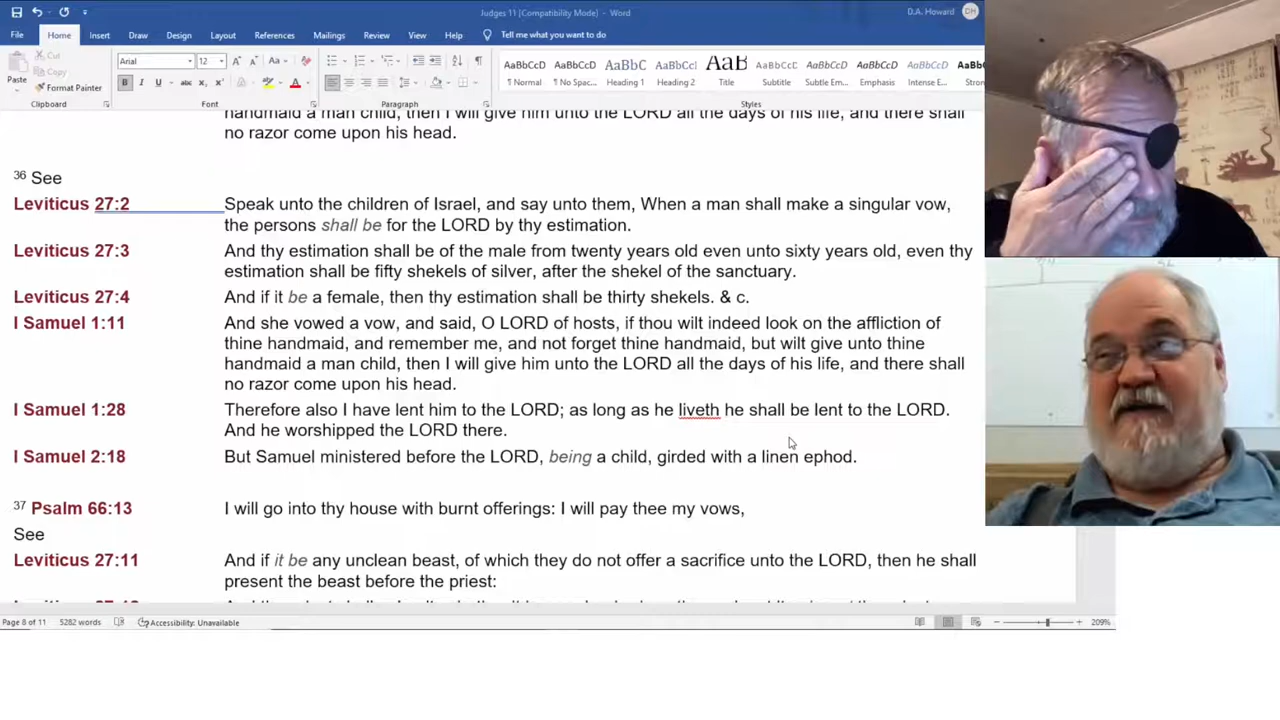 Judges 11 [Compatibility Mode] - Word
D.A. Howard
DH
File Home Insert Draw Design Layout References Mailings Review View Help Tell me what you want to do
Paste
Cut
Copy
Format Painter
Clipboard
Arial 12
Font
Paragraph
AaBbCcD AaBbCcD AaBbC AaBbCc AaB AaBbCcD AaBbCcD AaBbCcD AaBbCcD AaBbC
¶ Normal ¶ No Spac... Heading 1 Heading 2 Title Subtitle Subtle Em... Emphasis Intense E... Stron
Styles
handmaid a man child, then I will give him unto the LORD all the days of his life, and there shall
no razor come upon his head.
36 See
Leviticus 27:2 Speak unto the children of Israel, and say unto them, When a man shall make a singular vow,
the persons shall be for the LORD by thy estimation.
Leviticus 27:3 And thy estimation shall be of the male from twenty years old even unto sixty years old, even thy
estimation shall be fifty shekels of silver, after the shekel of the sanctuary.
Leviticus 27:4 And if it be a female, then thy estimation shall be thirty shekels. & c.
I Samuel 1:11 And she vowed a vow, and said, O LORD of hosts, if thou wilt indeed look on the affliction of
thine handmaid, and remember me, and not forget thine handmaid, but wilt give unto thine
handmaid a man child, then I will give him unto the LORD all the days of his life, and there shall
no razor come upon his head.
I Samuel 1:28 Therefore also I have lent him to the LORD; as long as he liveth he shall be lent to the LORD.
And he worshipped the LORD there.
I Samuel 2:18 But Samuel ministered before the LORD, being a child, girded with a linen ephod.
37 Psalm 66:13 I will go into thy house with burnt offerings: I will pay thee my vows,
See
Leviticus 27:11 And if it be any unclean beast, of which they do not offer a sacrifice unto the LORD, then he shall
present the beast before the priest:
Page 8 of 11 5282 words Accessibility: Unavailable 209%